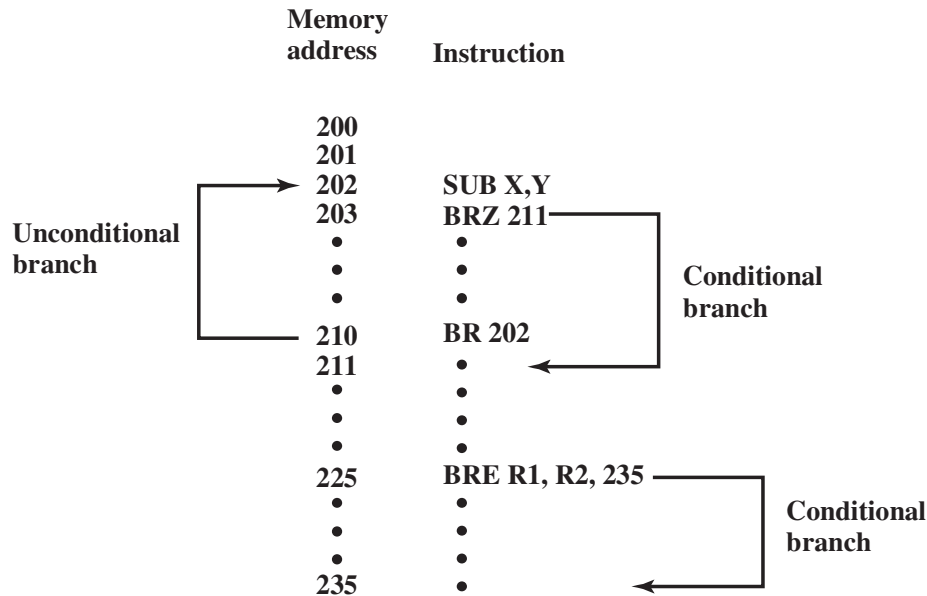 Memory address Instruction
200
201
202 SUB X,Y
203 BRZ 211
Unconditional branch
Conditional branch
210 BR 202
211
225 BRE R1, R2, 235
Conditional branch
235